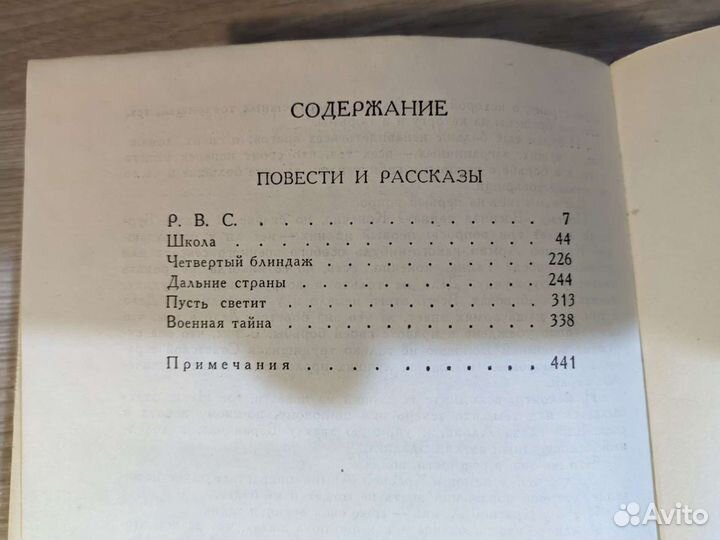 СОДЕРЖАНИЕ
ПОВЕСТИ И РАССКАЗЫ
Р. В. С. . . . . . . . . . . . . . . 7
Школа . . . . . . . . . . . . . . . 44
Четвертый блиндаж . . . . . . . . . . 226
Дальние страны . . . . . . . . . . . 244
Пусть светит . . . . . . . . . . . . 313
Военная тайна . . . . . . . . . . . . 338
Примечания . . . . . . . . . . . 441
Avito